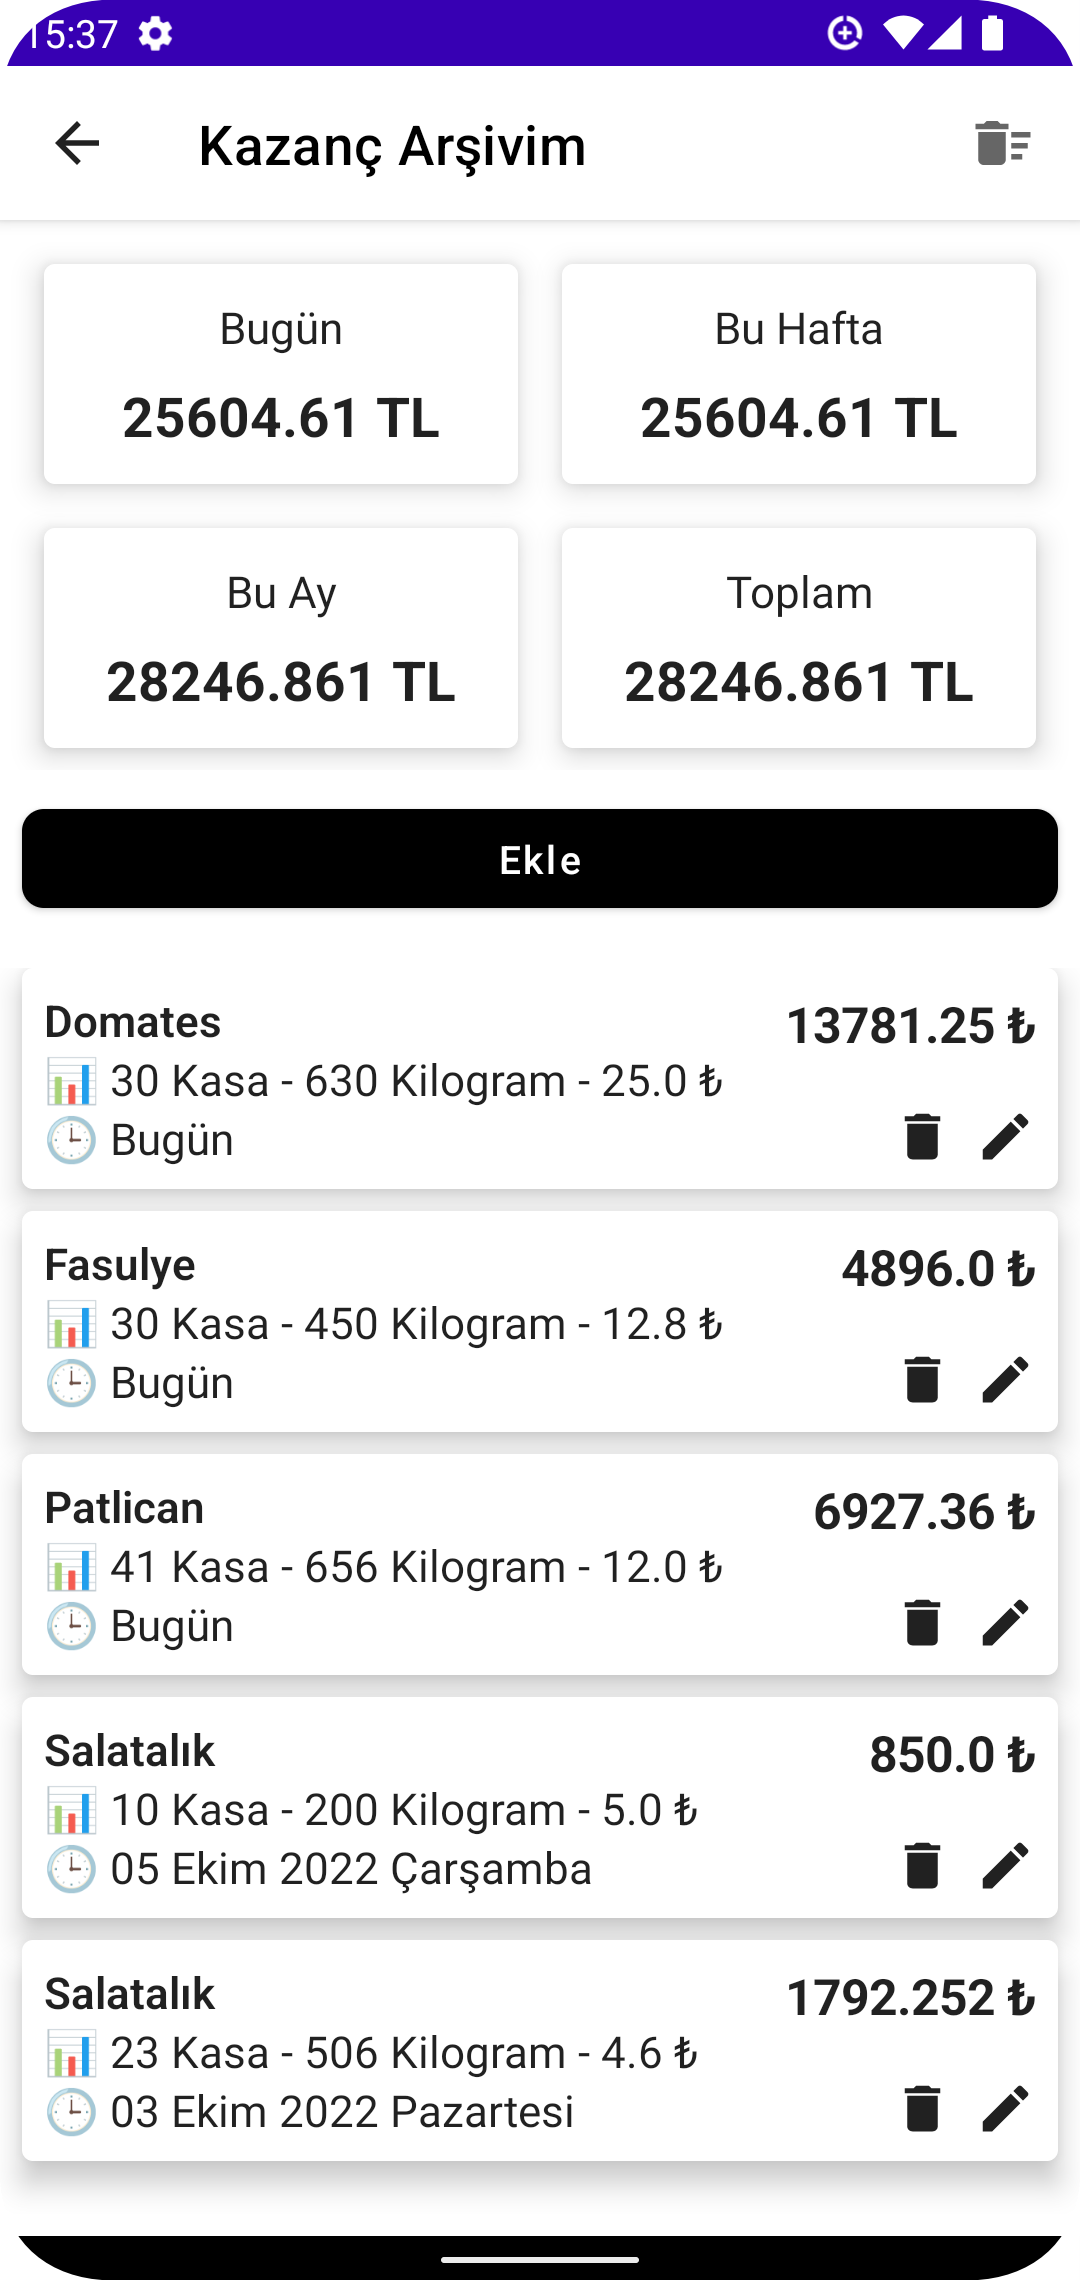 15:37
Kazanç Arşivim
Bugün
25604.61 TL
Bu Hafta
25604.61 TL
Bu Ay
28246.861 TL
Toplam
28246.861 TL
Ekle
Domates
13781.25 ₺
30 Kasa - 630 Kilogram - 25.0 ₺
Bugün
Fasulye
4896.0 ₺
30 Kasa - 450 Kilogram - 12.8 ₺
Bugün
Patlican
6927.36 ₺
41 Kasa - 656 Kilogram - 12.0 ₺
Bugün
Salatalık
850.0 ₺
10 Kasa - 200 Kilogram - 5.0 ₺
05 Ekim 2022 Çarşamba
Salatalık
1792.252 ₺
23 Kasa - 506 Kilogram - 4.6 ₺
03 Ekim 2022 Pazartesi